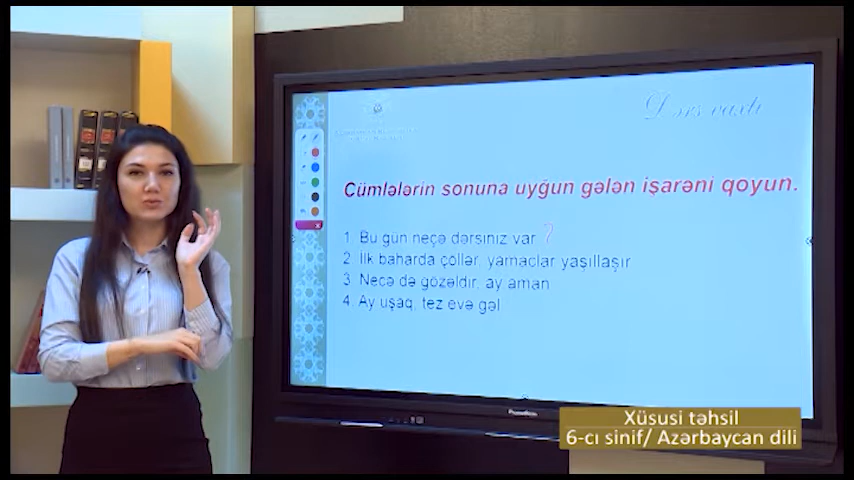 Dərs vaxtı
Cümlələrin sonuna uyğun gələn işarəni qoyun.
1. Bu gün neçə dərsiniz var ?
2. İlk baharda çöllər, yamaclar yaşıllaşır
3. Necə də gözəldir, ay aman
4. Ay uşaq, tez evə gəl
Promethean
Xüsusi təhsil
6-cı sinif/ Azərbaycan dili